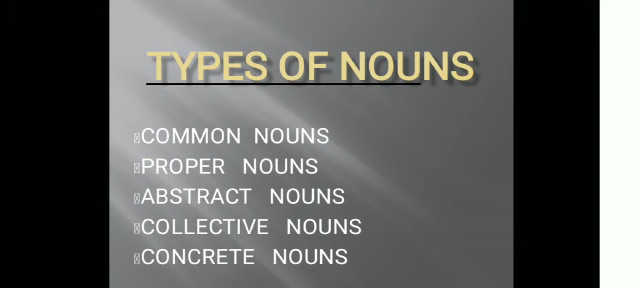 TYPES OF NOUNS
COMMON NOUNS
PROPER NOUNS
ABSTRACT NOUNS
COLLECTIVE NOUNS
CONCRETE NOUNS